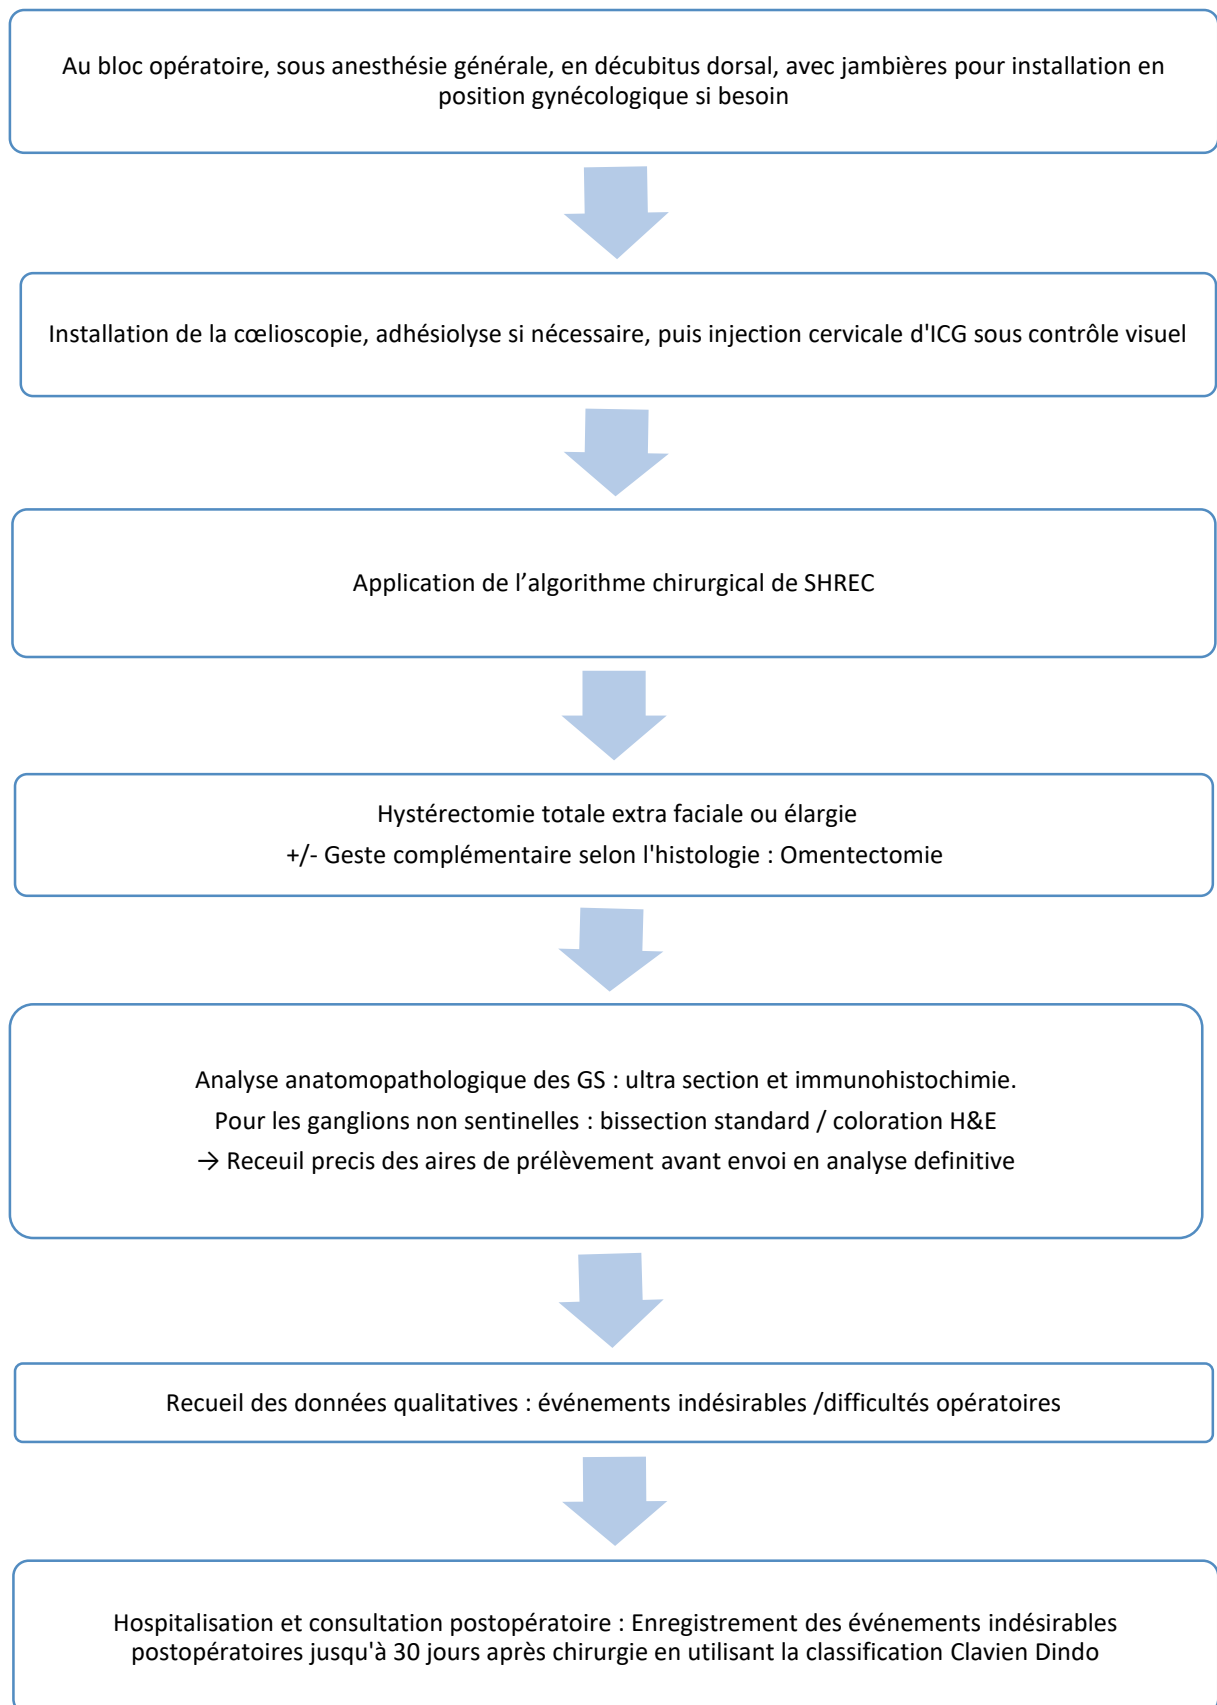 Au bloc opératoire, sous anesthésie générale, en décubitus dorsal, avec jambières pour installation en
position gynécologique si besoin
Installation de la cœlioscopie, adhésiolyse si nécessaire, puis injection cervicale d'ICG sous contrôle visuel
Application de l’algorithme chirurgical de SHREC
Hystérectomie totale extra faciale ou élargie
+/- Geste complémentaire selon l'histologie : Omentectomie
Analyse anatomopathologique des GS : ultra section et immunohistochimie.
Pour les ganglions non sentinelles : bissection standard / coloration H&E
→ Receuil precis des aires de prélèvement avant envoi en analyse definitive
Recueil des données qualitatives : événements indésirables /difficultés opératoires
Hospitalisation et consultation postopératoire : Enregistrement des événements indésirables
postopératoires jusqu'à 30 jours après chirurgie en utilisant la classification Clavien Dindo